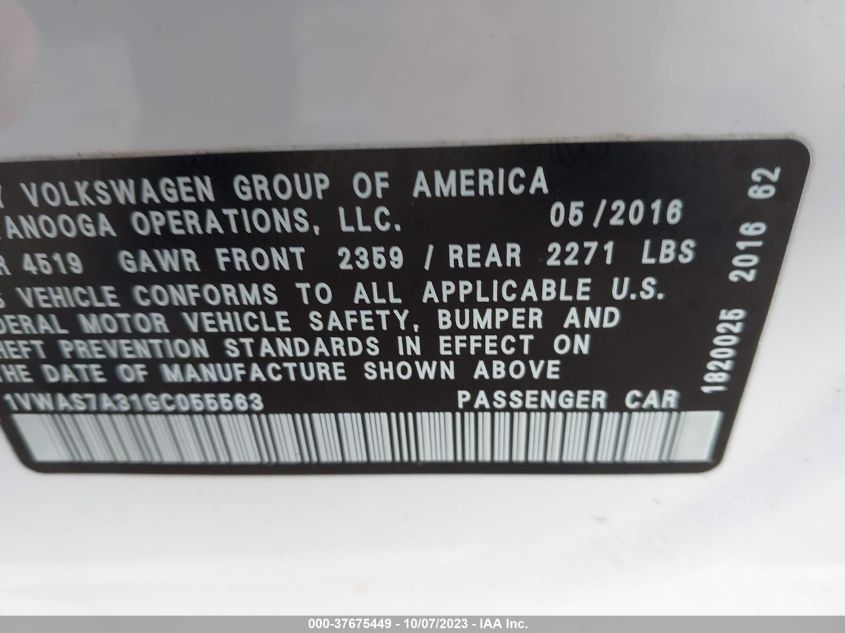 Y VOLKSWAGEN GROUP OF AMERICA
ANOOGA OPERATIONS, LLC. 05/2016
R 4519 GAWR FRONT 2359 / REAR 2271 LBS
S VEHICLE CONFORMS TO ALL APPLICABLE U.S.
DERAL MOTOR VEHICLE SAFETY, BUMPER AND
HEFT PREVENTION STANDARDS IN EFFECT ON
THE DATE OF MANUFACTURE SHOWN ABOVE
1VWAS7A31GC055563 PASSENGER CAR
1820025 2016 62
000-37675449 - 10/07/2023 - IAA Inc.